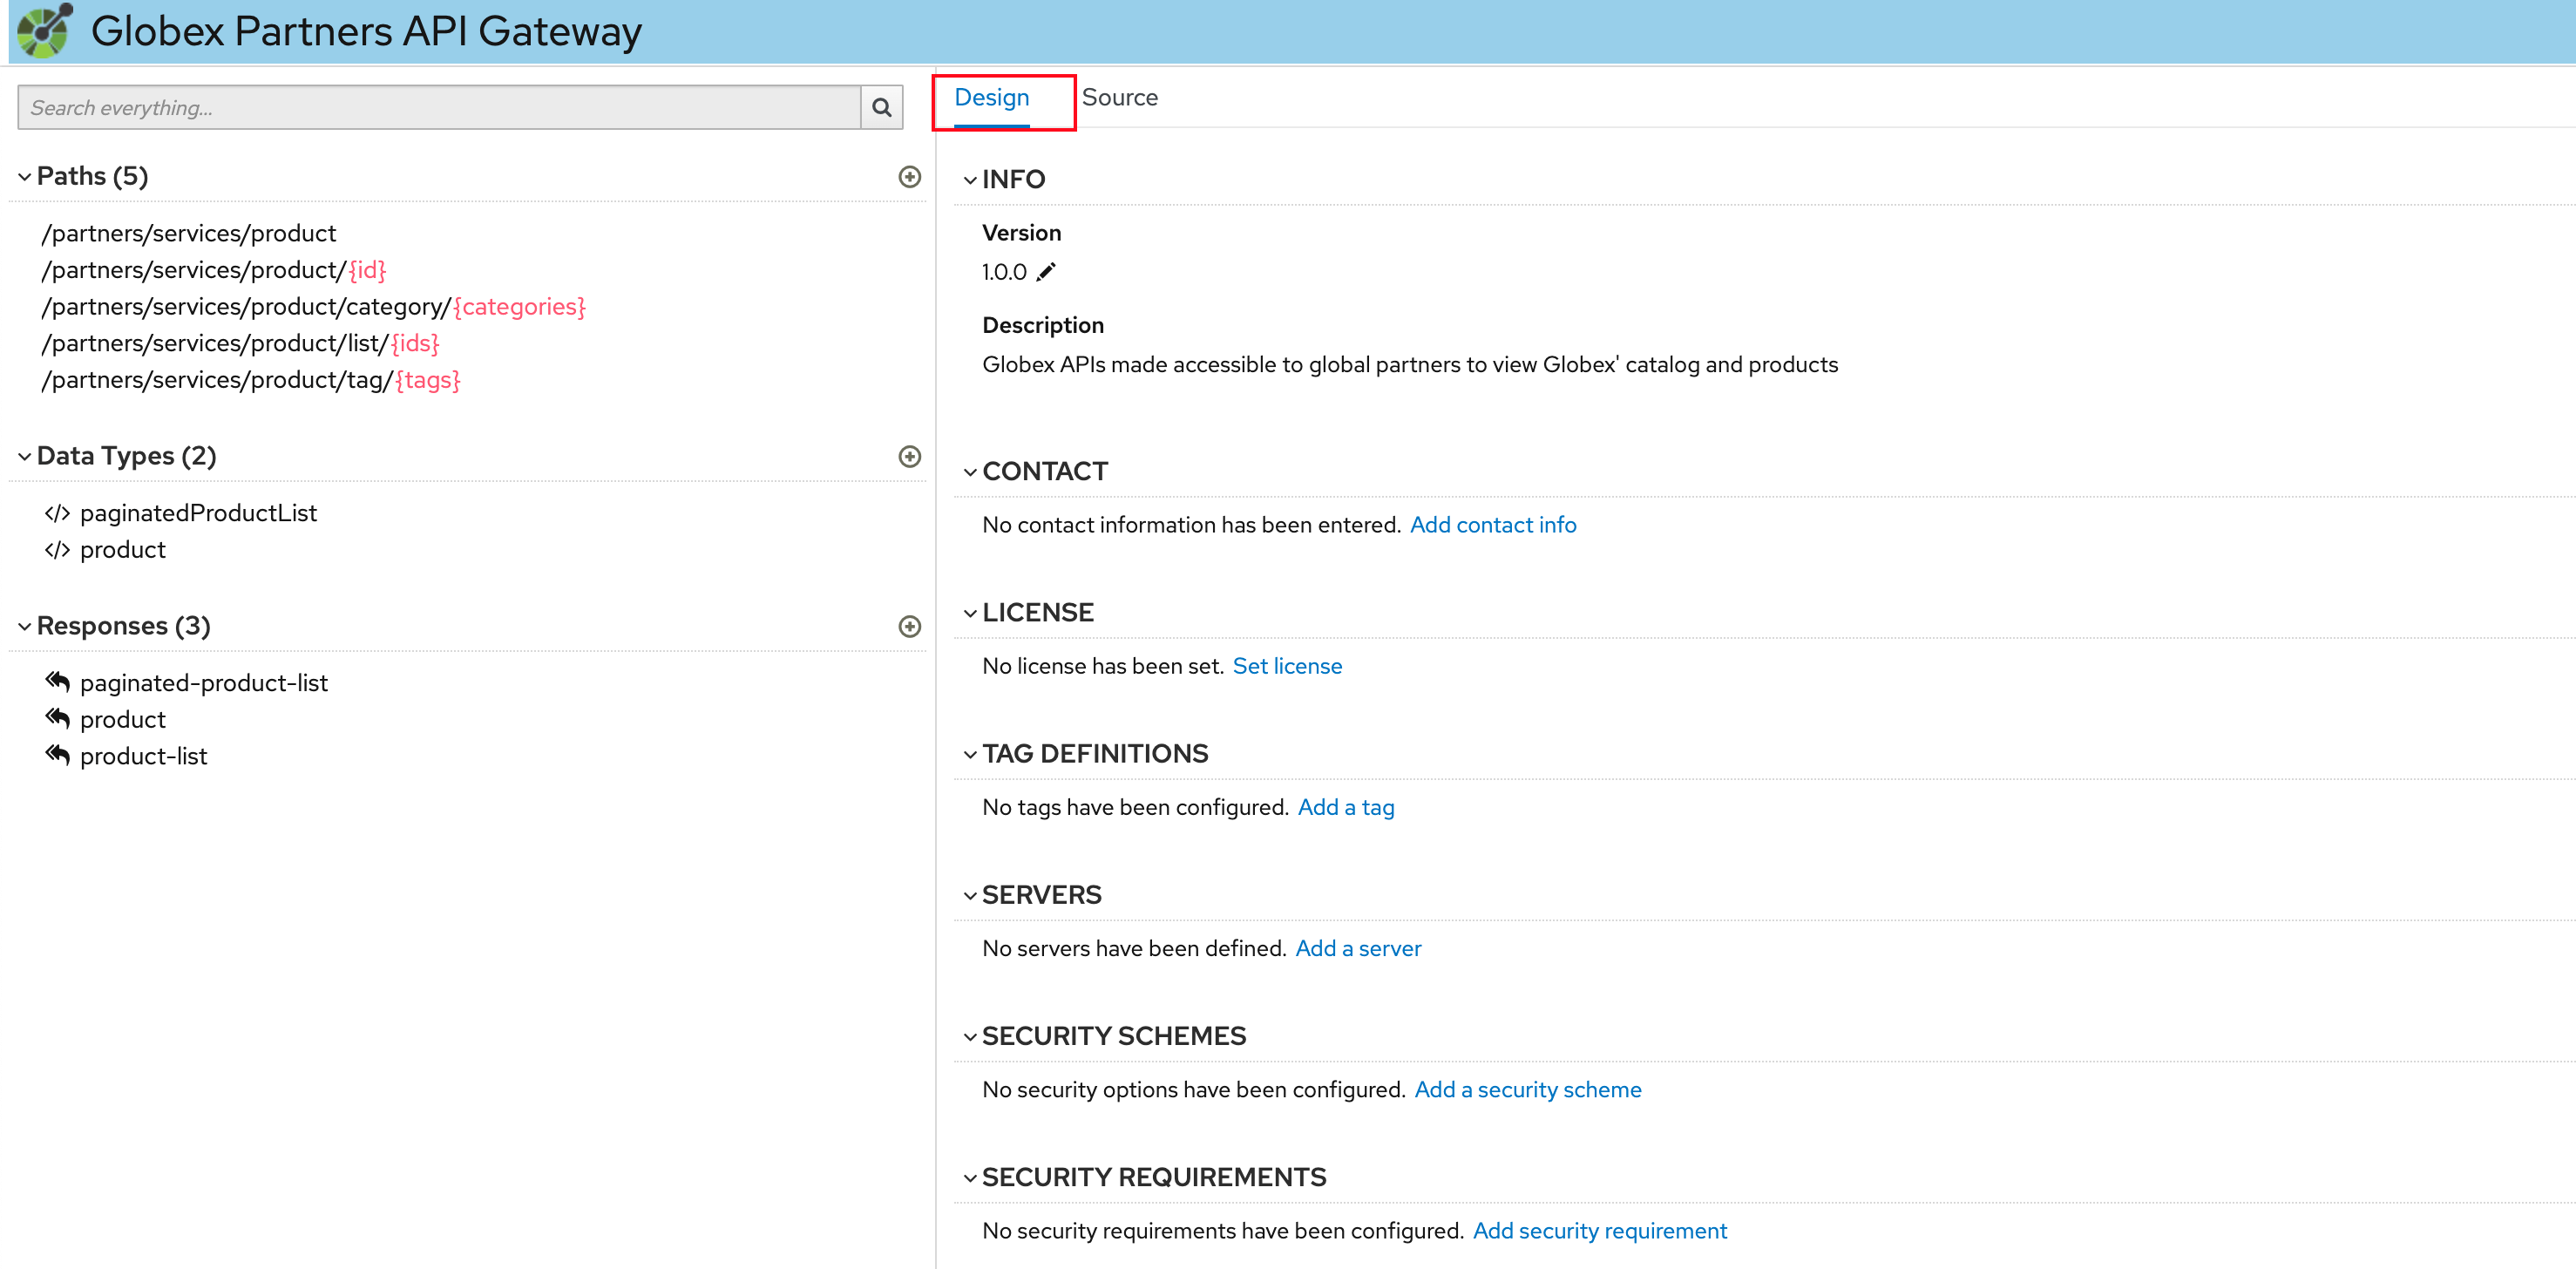 Globex Partners API Gateway
Search everything...
Paths (5)
/partners/services/product
/partners/services/product/{id}
/partners/services/product/category/{categories}
/partners/services/product/list/{ids}
/partners/services/product/tag/{tags}
Data Types (2)
</> paginatedProductList
</> product
Responses (3)
paginated-product-list
product
product-list
Design Source
INFO
Version
1.0.0
Description
Globex APIs made accessible to global partners to view Globex' catalog and products
CONTACT
No contact information has been entered. Add contact info
LICENSE
No license has been set. Set license
TAG DEFINITIONS
No tags have been configured. Add a tag
SERVERS
No servers have been defined. Add a server
SECURITY SCHEMES
No security options have been configured. Add a security scheme
SECURITY REQUIREMENTS
No security requirements have been configured. Add security requirement